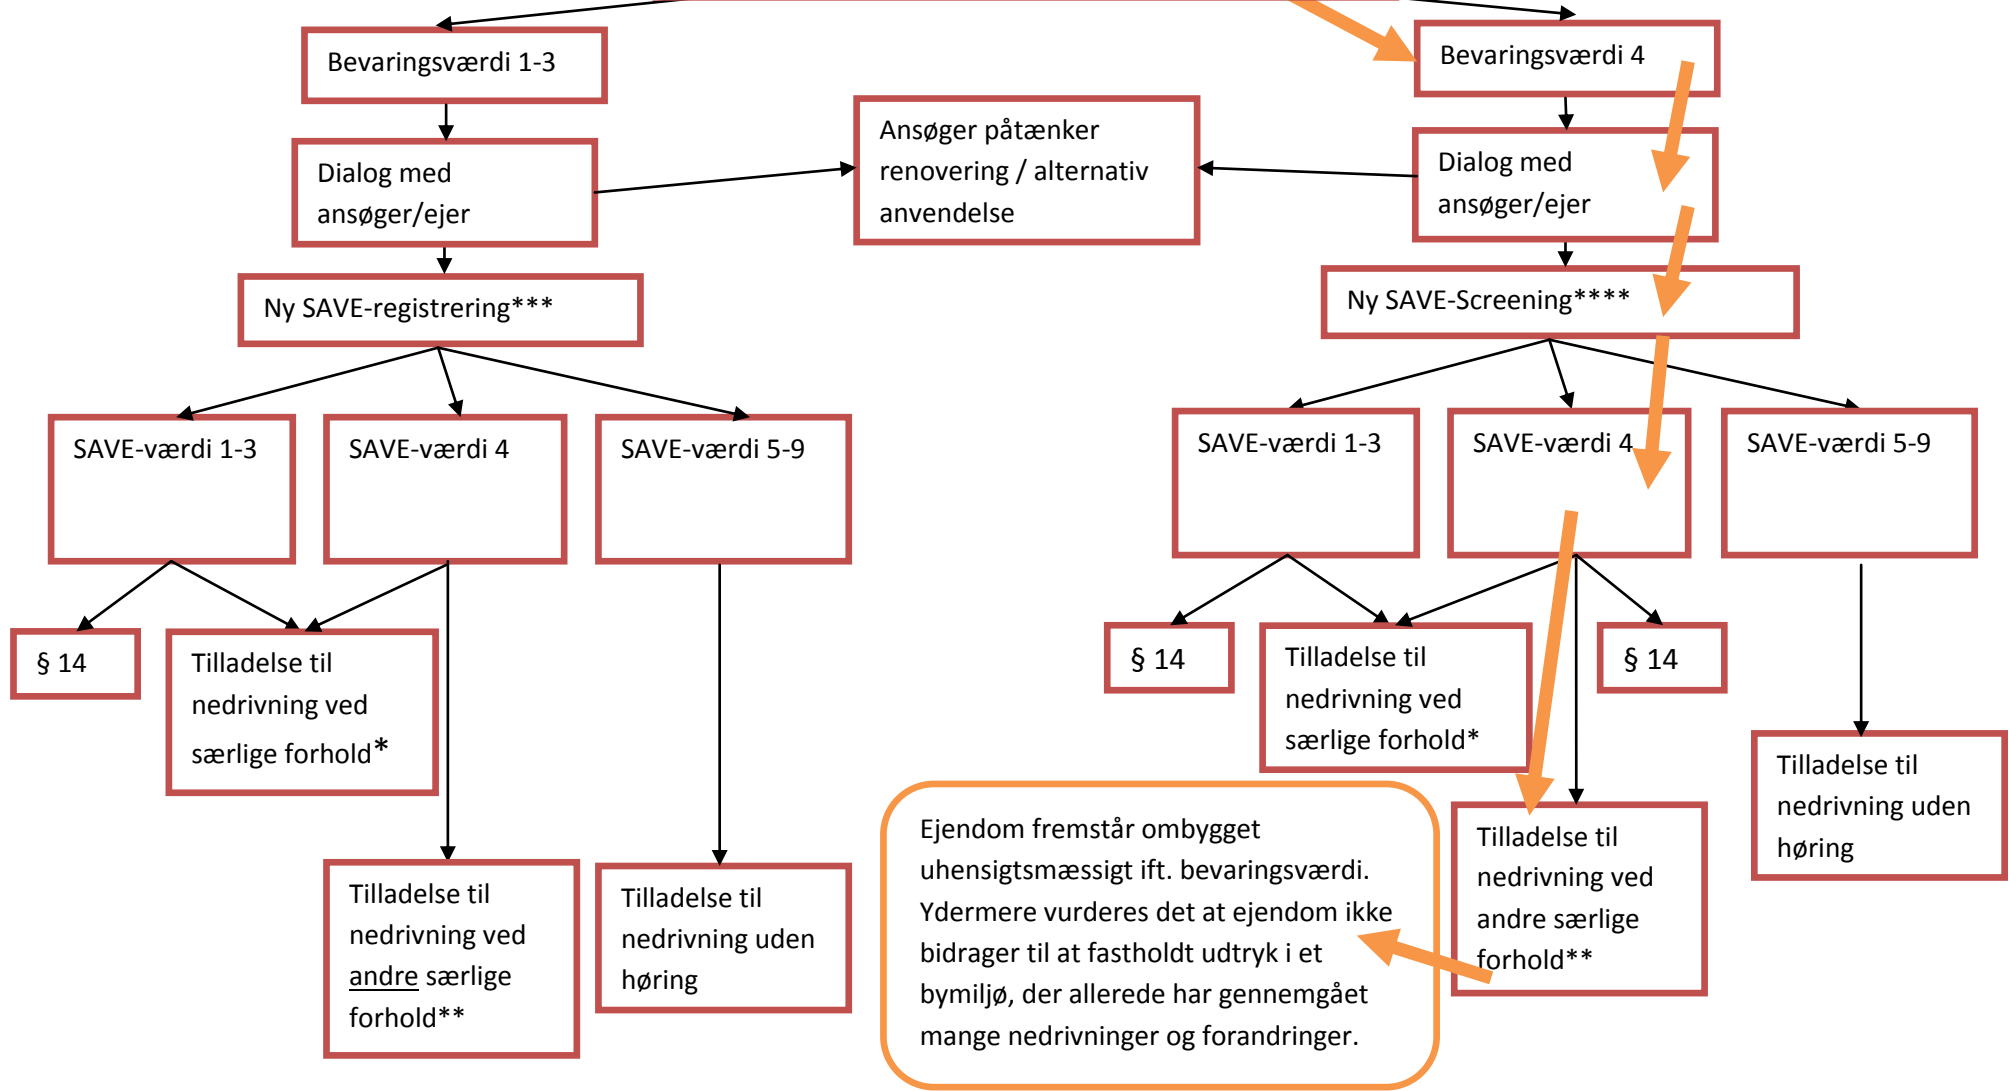 Bevaringsværdi 1-3
Bevaringsværdi 4
Dialog med
ansøger/ejer
Ansøger påtænker
renovering / alternativ
anvendelse
Dialog med
ansøger/ejer
Ny SAVE-registrering***
Ny SAVE-Screening****
SAVE-værdi 1-3
SAVE-værdi 4
SAVE-værdi 5-9
SAVE-værdi 1-3
SAVE-værdi 4
SAVE-værdi 5-9
§ 14
Tilladelse til
nedrivning ved
særlige forhold*
§ 14
Tilladelse til
nedrivning ved
særlige forhold*
§ 14
Tilladelse til
nedrivning uden
høring
Tilladelse til
nedrivning ved
andre særlige
forhold**
Tilladelse til
nedrivning uden
høring
Ejendom fremstår ombygget
uhensigtsmæssigt ift. bevaringsværdi.
Ydermere vurderes det at ejendom ikke
bidrager til at fastholdt udtryk i et
bymiljø, der allerede har gennemgået
mange nedrivninger og forandringer.
Tilladelse til
nedrivning ved
andre særlige
forhold**